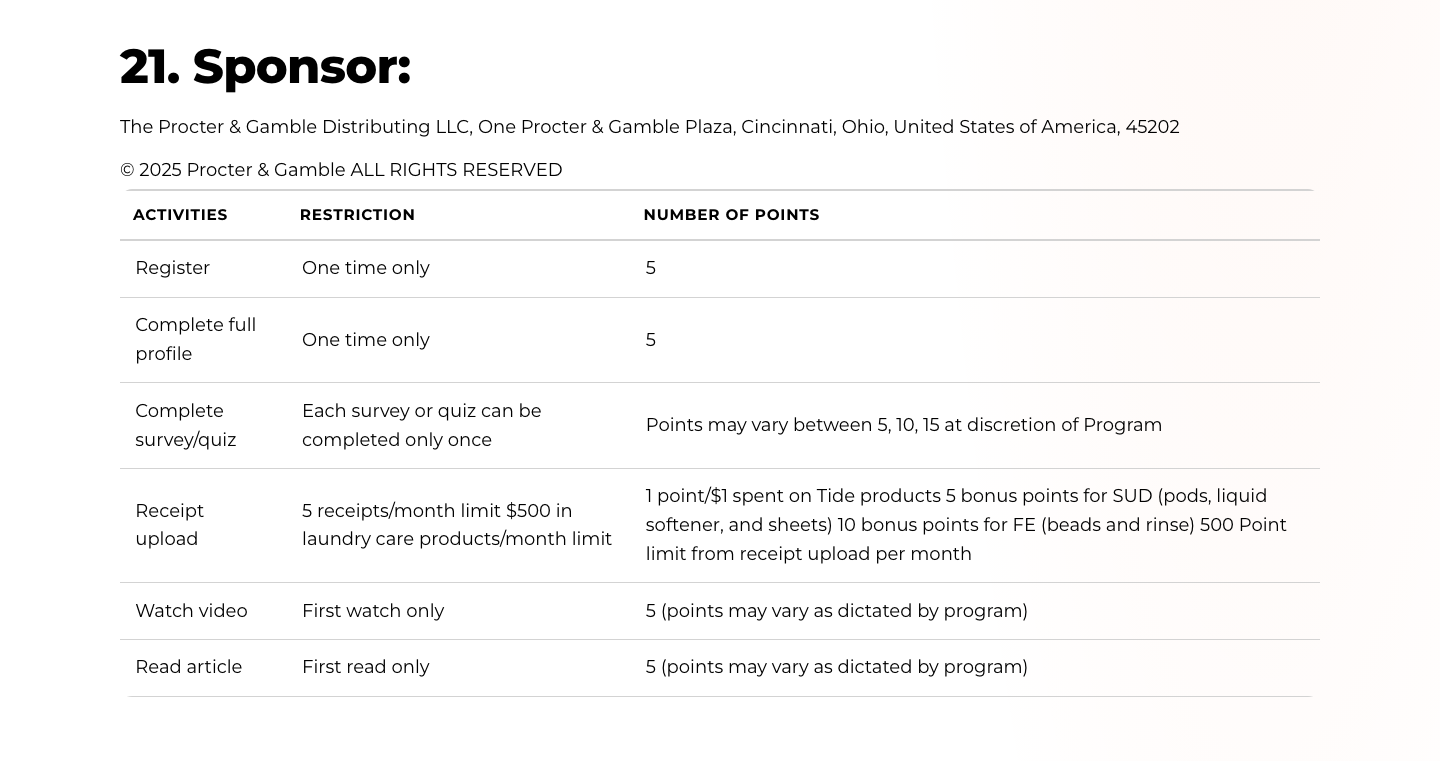 21. Sponsor:
The Procter & Gamble Distributing LLC, One Procter & Gamble Plaza, Cincinnati, Ohio, United States of America, 45202
© 2025 Procter & Gamble ALL RIGHTS RESERVED
ACTIVITIES RESTRICTION NUMBER OF POINTS
Register One time only 5
Complete full
profile
One time only 5
Complete
survey/quiz
Each survey or quiz can be
completed only once
Points may vary between 5, 10, 15 at discretion of Program
Receipt
upload
5 receipts/month limit $500 in
laundry care products/month limit
1 point/$1 spent on Tide products 5 bonus points for SUD (pods, liquid
softener, and sheets) 10 bonus points for FE (beads and rinse) 500 Point
limit from receipt upload per month
Watch video First watch only 5 (points may vary as dictated by program)
Read article First read only 5 (points may vary as dictated by program)